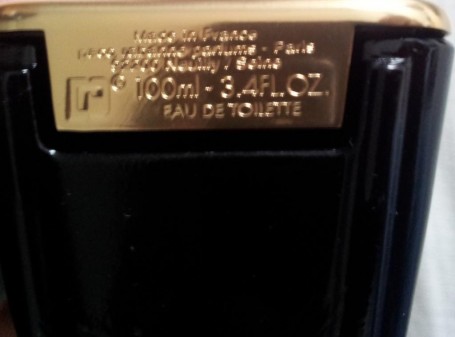 Made in France
parfums - Paris
Neuilly / Seine
© 100ml - 3.4FL.OZ.
EAU DE TOILETTE